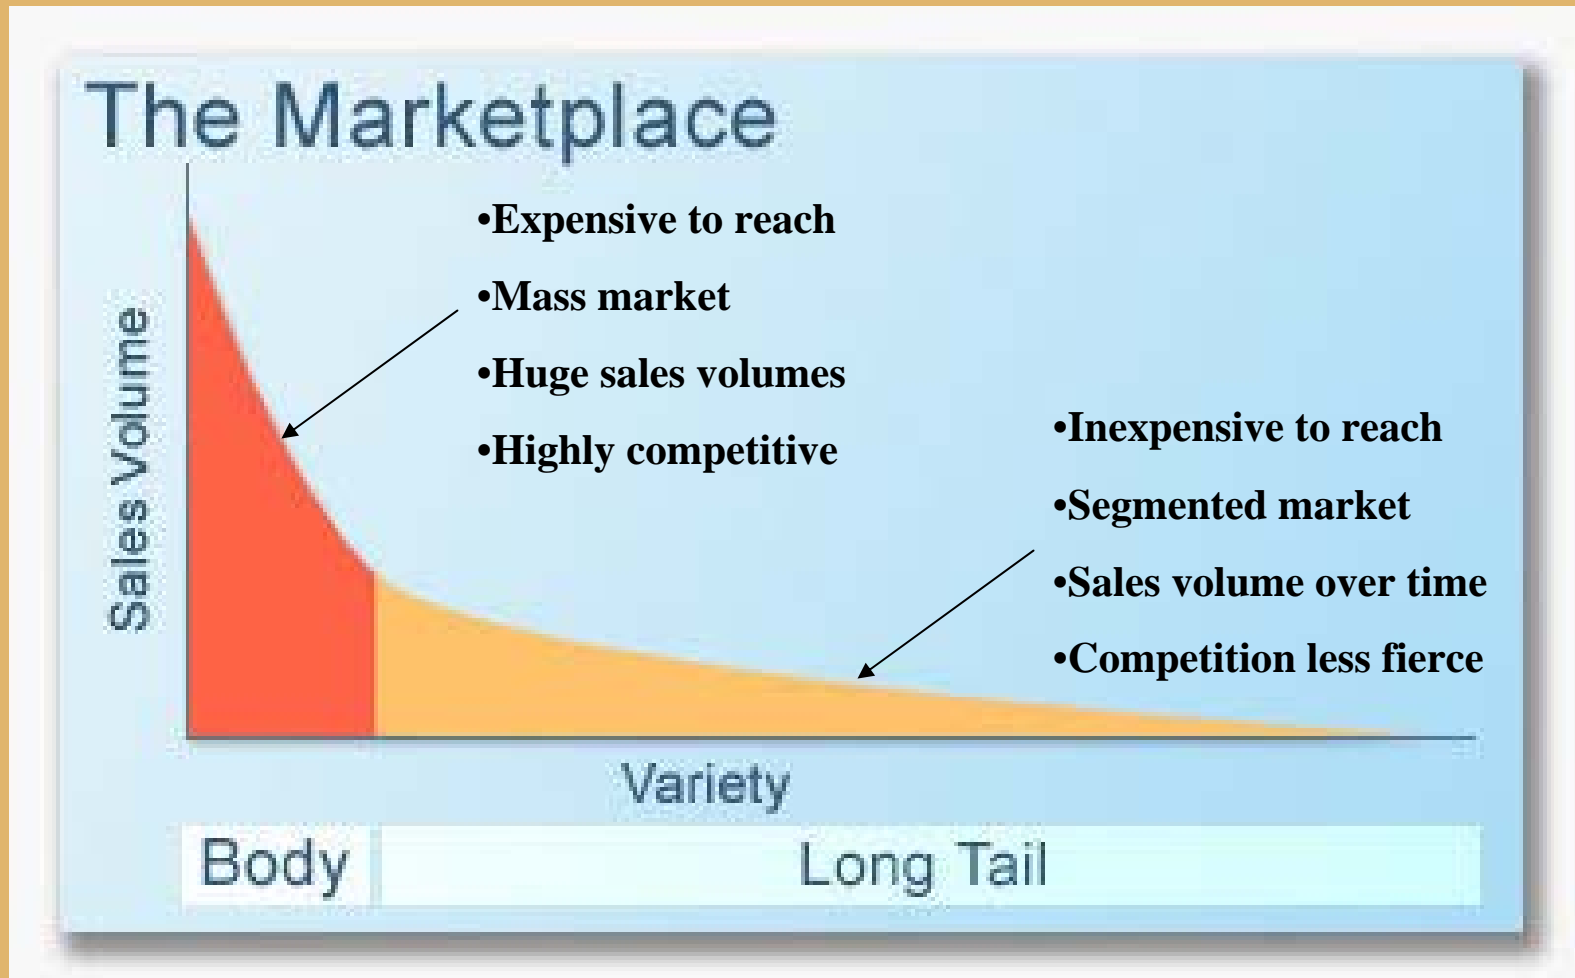 The Marketplace
•Expensive to reach
•Mass market
•Huge sales volumes
•Highly competitive
•Inexpensive to reach
•Segmented market
•Sales volume over time
•Competition less fierce
Sales Volume
Variety
Body
Long Tail